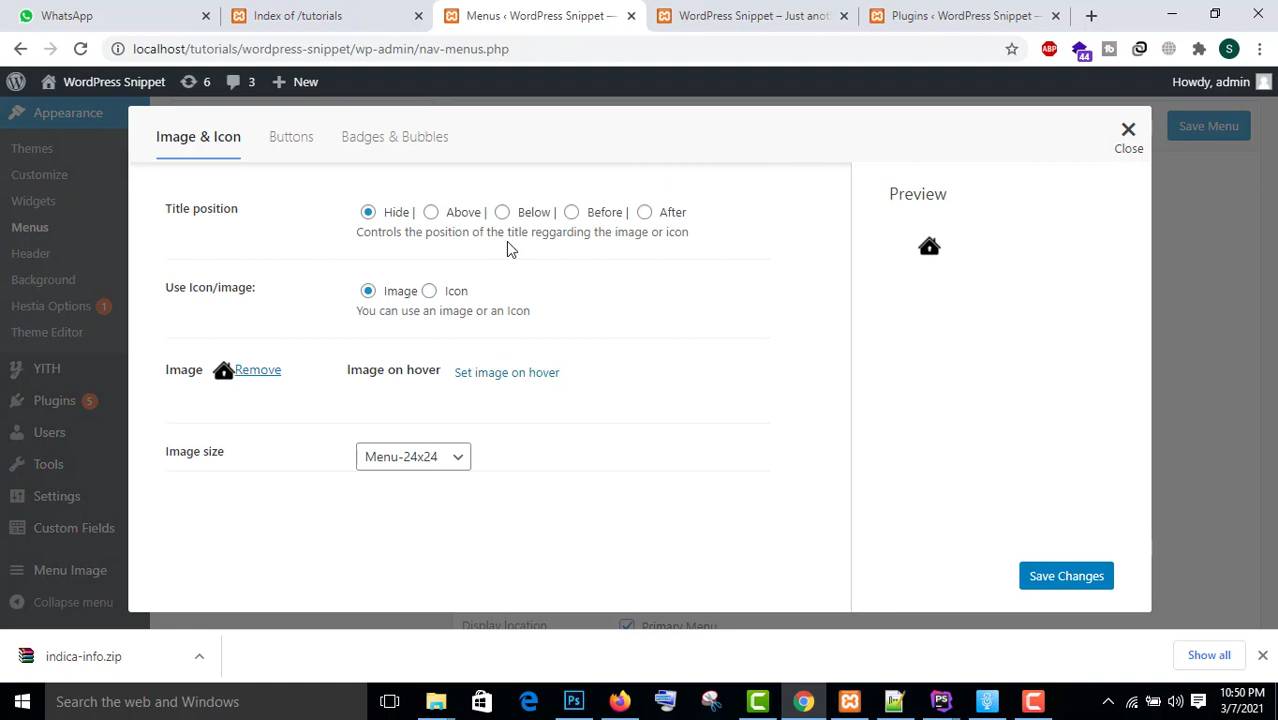 WhatsApp
Index of /tutorials
Menus ‹ WordPress Snippet —
WordPress Snippet – Just anot
Plugins ‹ WordPress Snippet —
localhost/tutorials/wordpress-snippet/wp-admin/nav-menus.php
ABP
44
fb
S
WordPress Snippet
6
3
New
Howdy, admin
Appearance
Themes
Customize
Widgets
Menus
Header
Background
Hestia Options 1
Theme Editor
YITH
Plugins 5
Users
Tools
Settings
Custom Fields
Menu Image
Collapse menu
Save Menu
Image & Icon
Buttons
Badges & Bubbles
Close
Title position
Hide | Above | Below | Before | After
Controls the position of the title reggarding the image or icon
Use Icon/image:
Image Icon
You can use an image or an Icon
Image Remove
Image on hover Set image on hover
Image size
Menu-24x24
Preview
Save Changes
Display location
Primary Menu
indica-info.zip
Show all
Search the web and Windows
Ps
PS
10:50 PM
3/7/2021